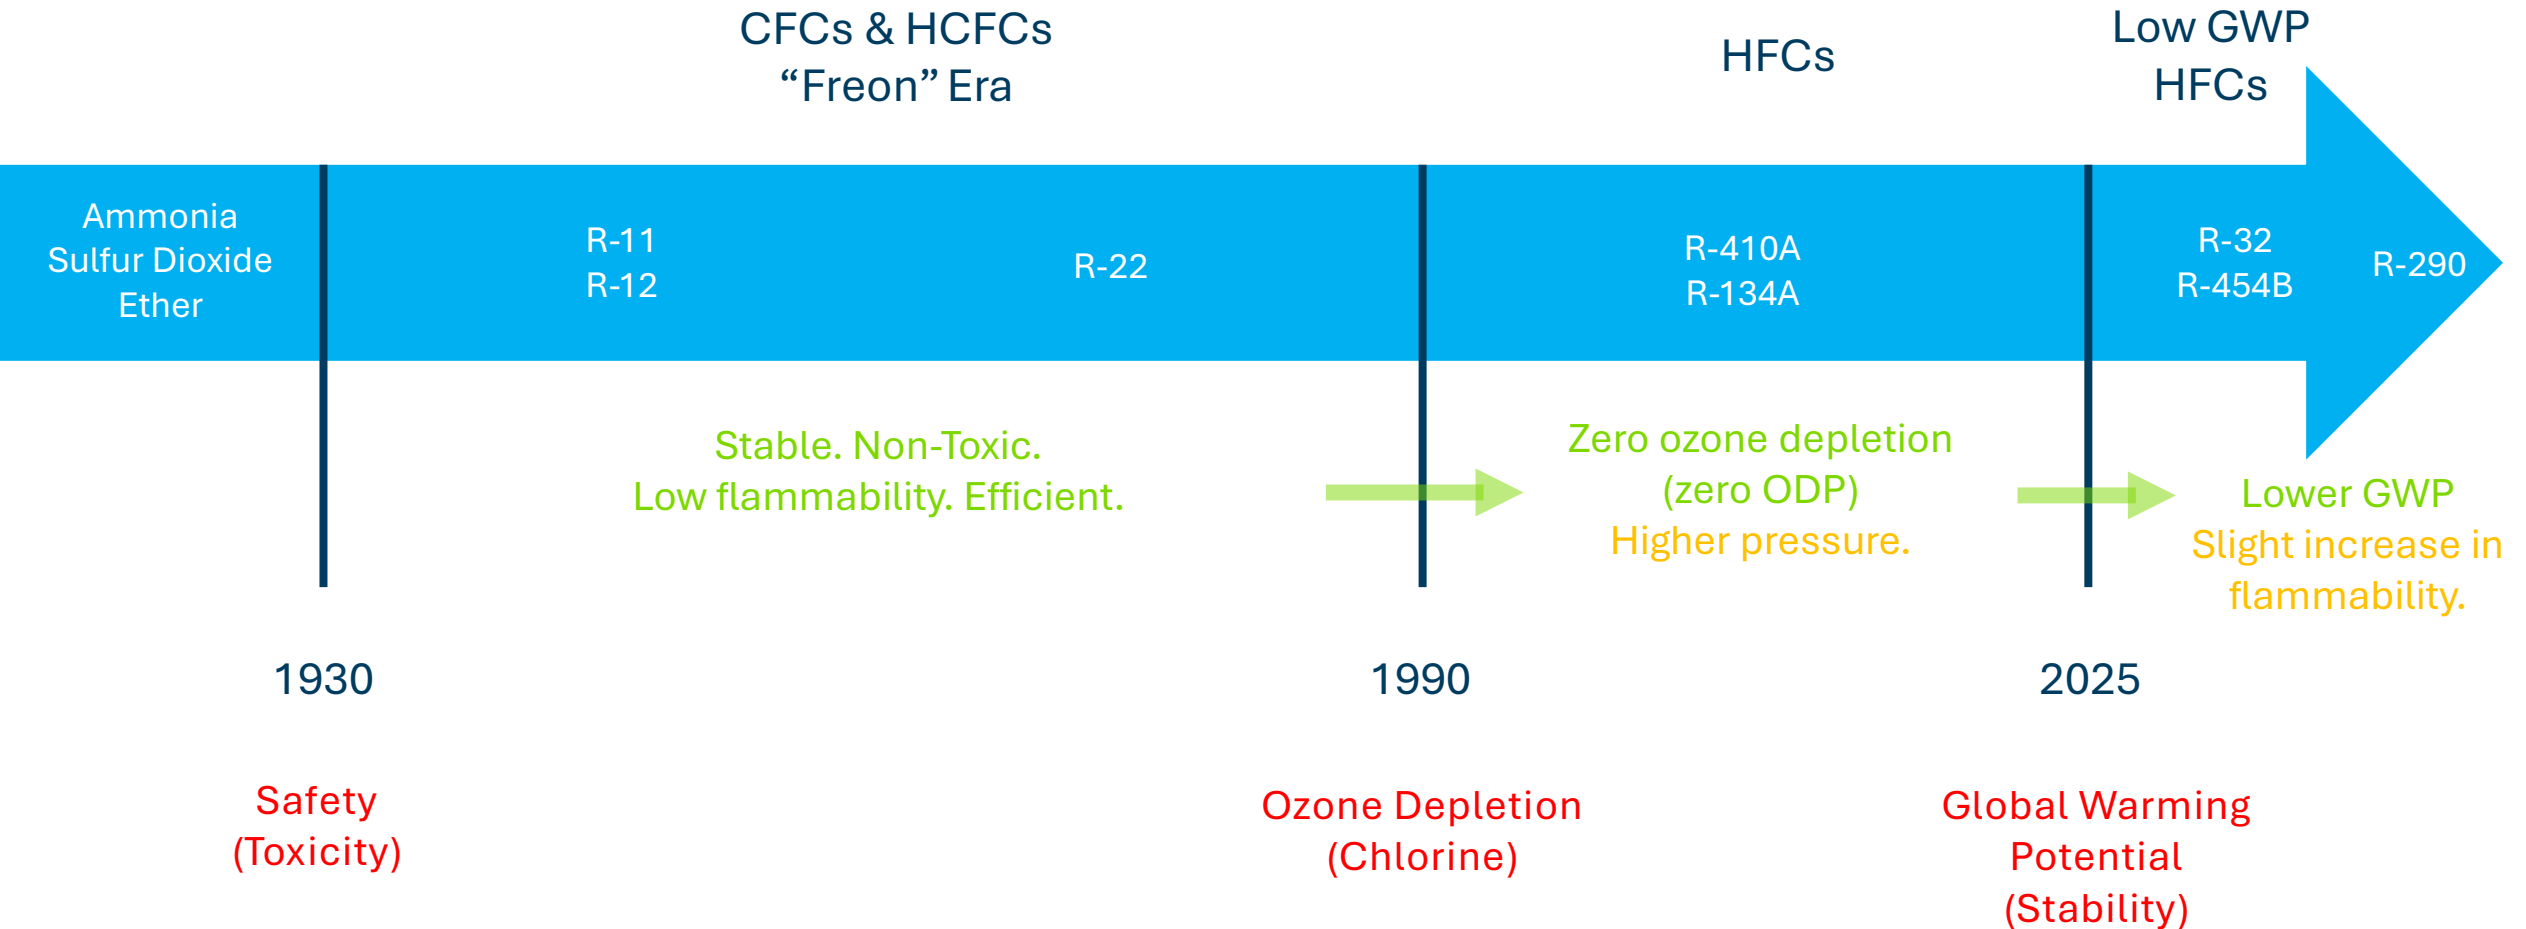 CFCs & HCFCs
“Freon” Era
HFCs
Low GWP
HFCs
Ammonia
Sulfur Dioxide
Ether
R-11
R-12
R-22
R-410A
R-134A
R-32
R-454B
R-290
Stable. Non-Toxic.
Low flammability. Efficient.
Zero ozone depletion
(zero ODP)
Higher pressure.
Lower GWP
Slight increase in
flammability.
1930
1990
2025
Safety
(Toxicity)
Ozone Depletion
(Chlorine)
Global Warming
Potential
(Stability)